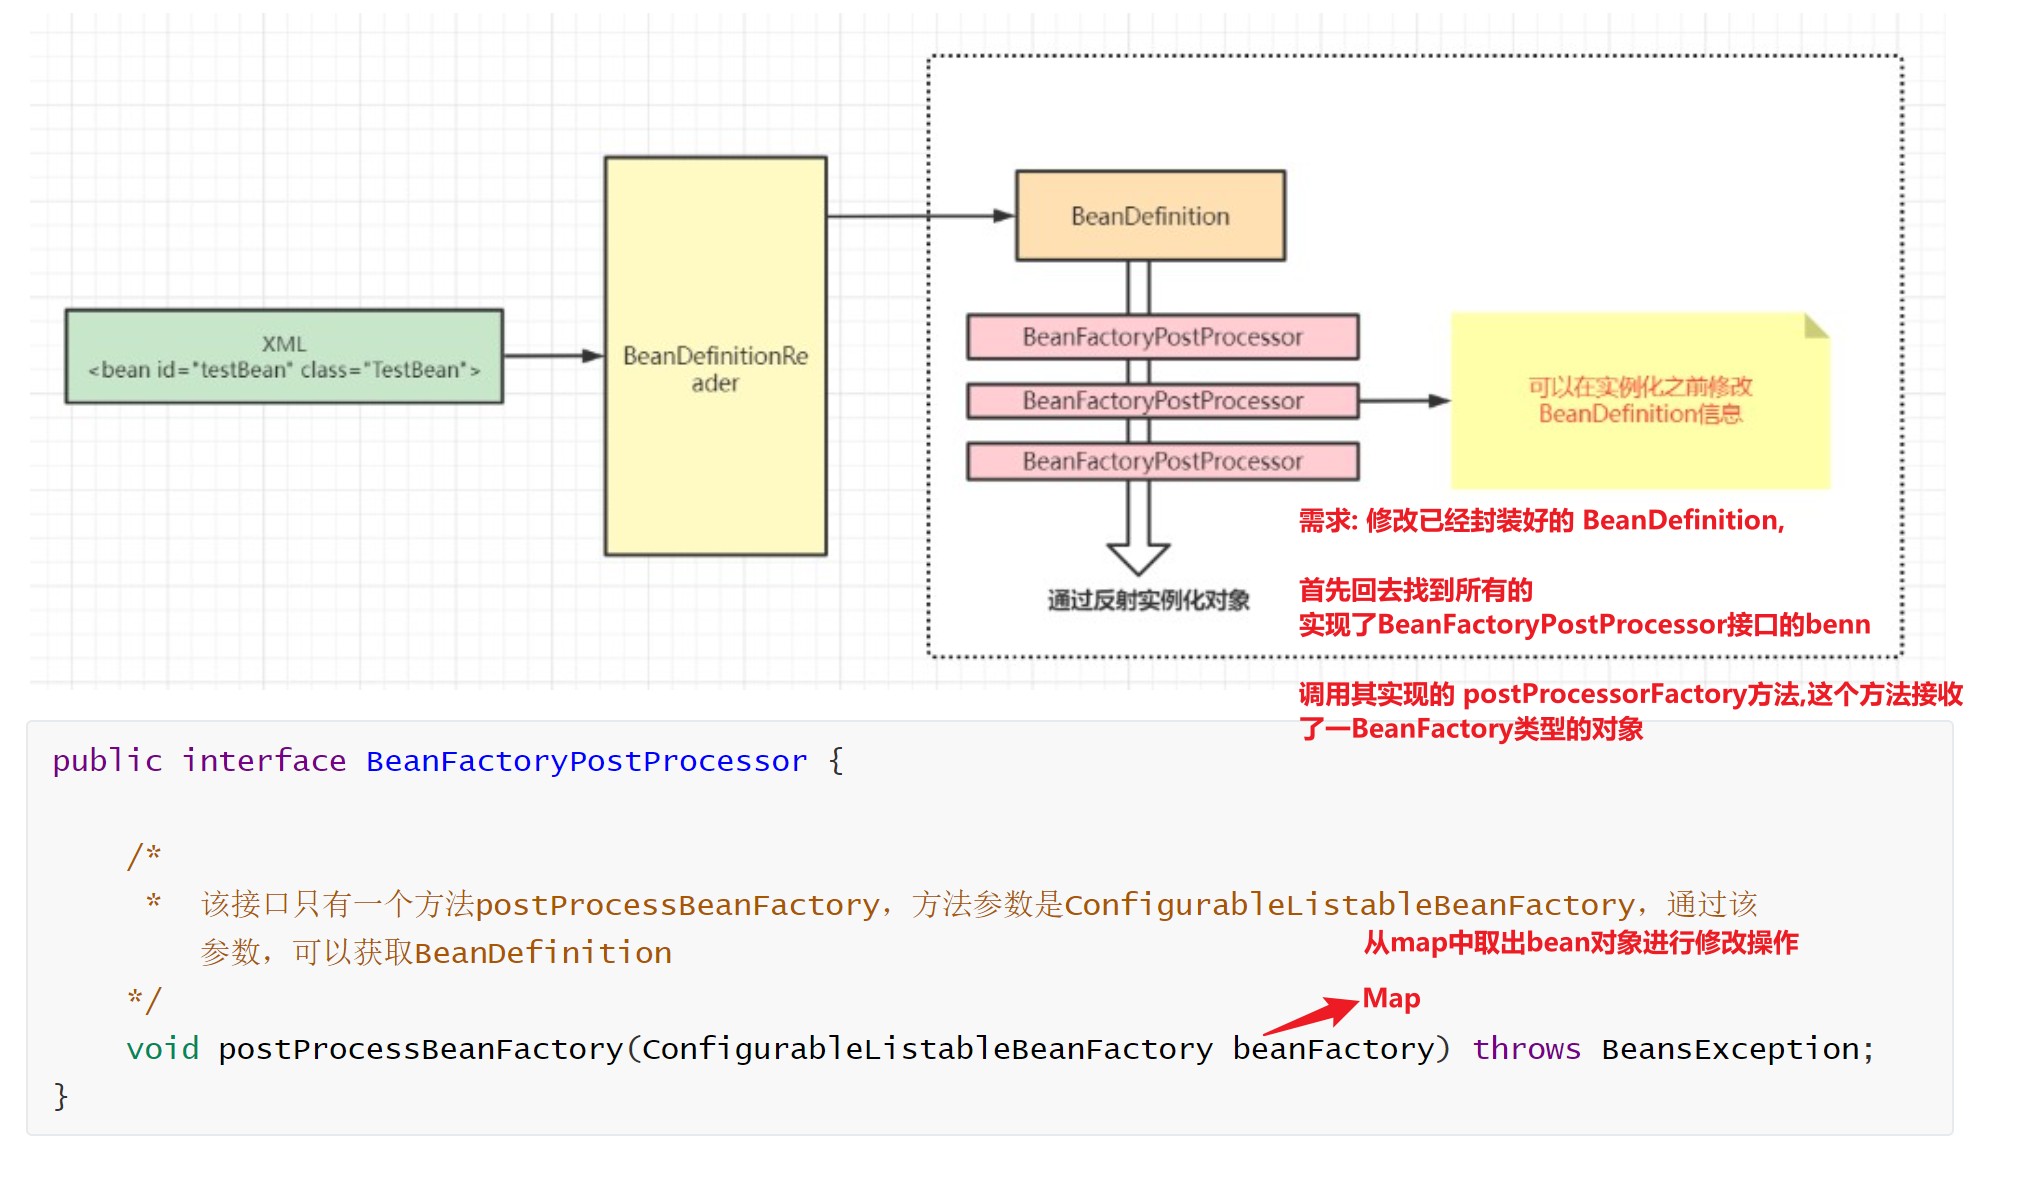 XML
<bean id="testBean" class="TestBean">
BeanDefinitionRe
ader
BeanDefinition
BeanFactoryPostProcessor
BeanFactoryPostProcessor
BeanFactoryPostProcessor
可以在实例化之前修改
BeanDefinition信息
通过反射实例化对象
需求: 修改已经封装好的 BeanDefinition,
首先回去找到所有的
实现了BeanFactoryPostProcessor接口的benn
调用其实现的 postProcessorFactory方法,这个方法接收
了一BeanFactory类型的对象
public interface BeanFactoryPostProcessor {
/*
* 该接口只有一个方法postProcessBeanFactory，方法参数是ConfigurableListableBeanFactory，通过该
参数，可以获取BeanDefinition
从map中取出bean对象进行修改操作
*/
Map
void postProcessBeanFactory(ConfigurableListableBeanFactory beanFactory) throws BeansException;
}